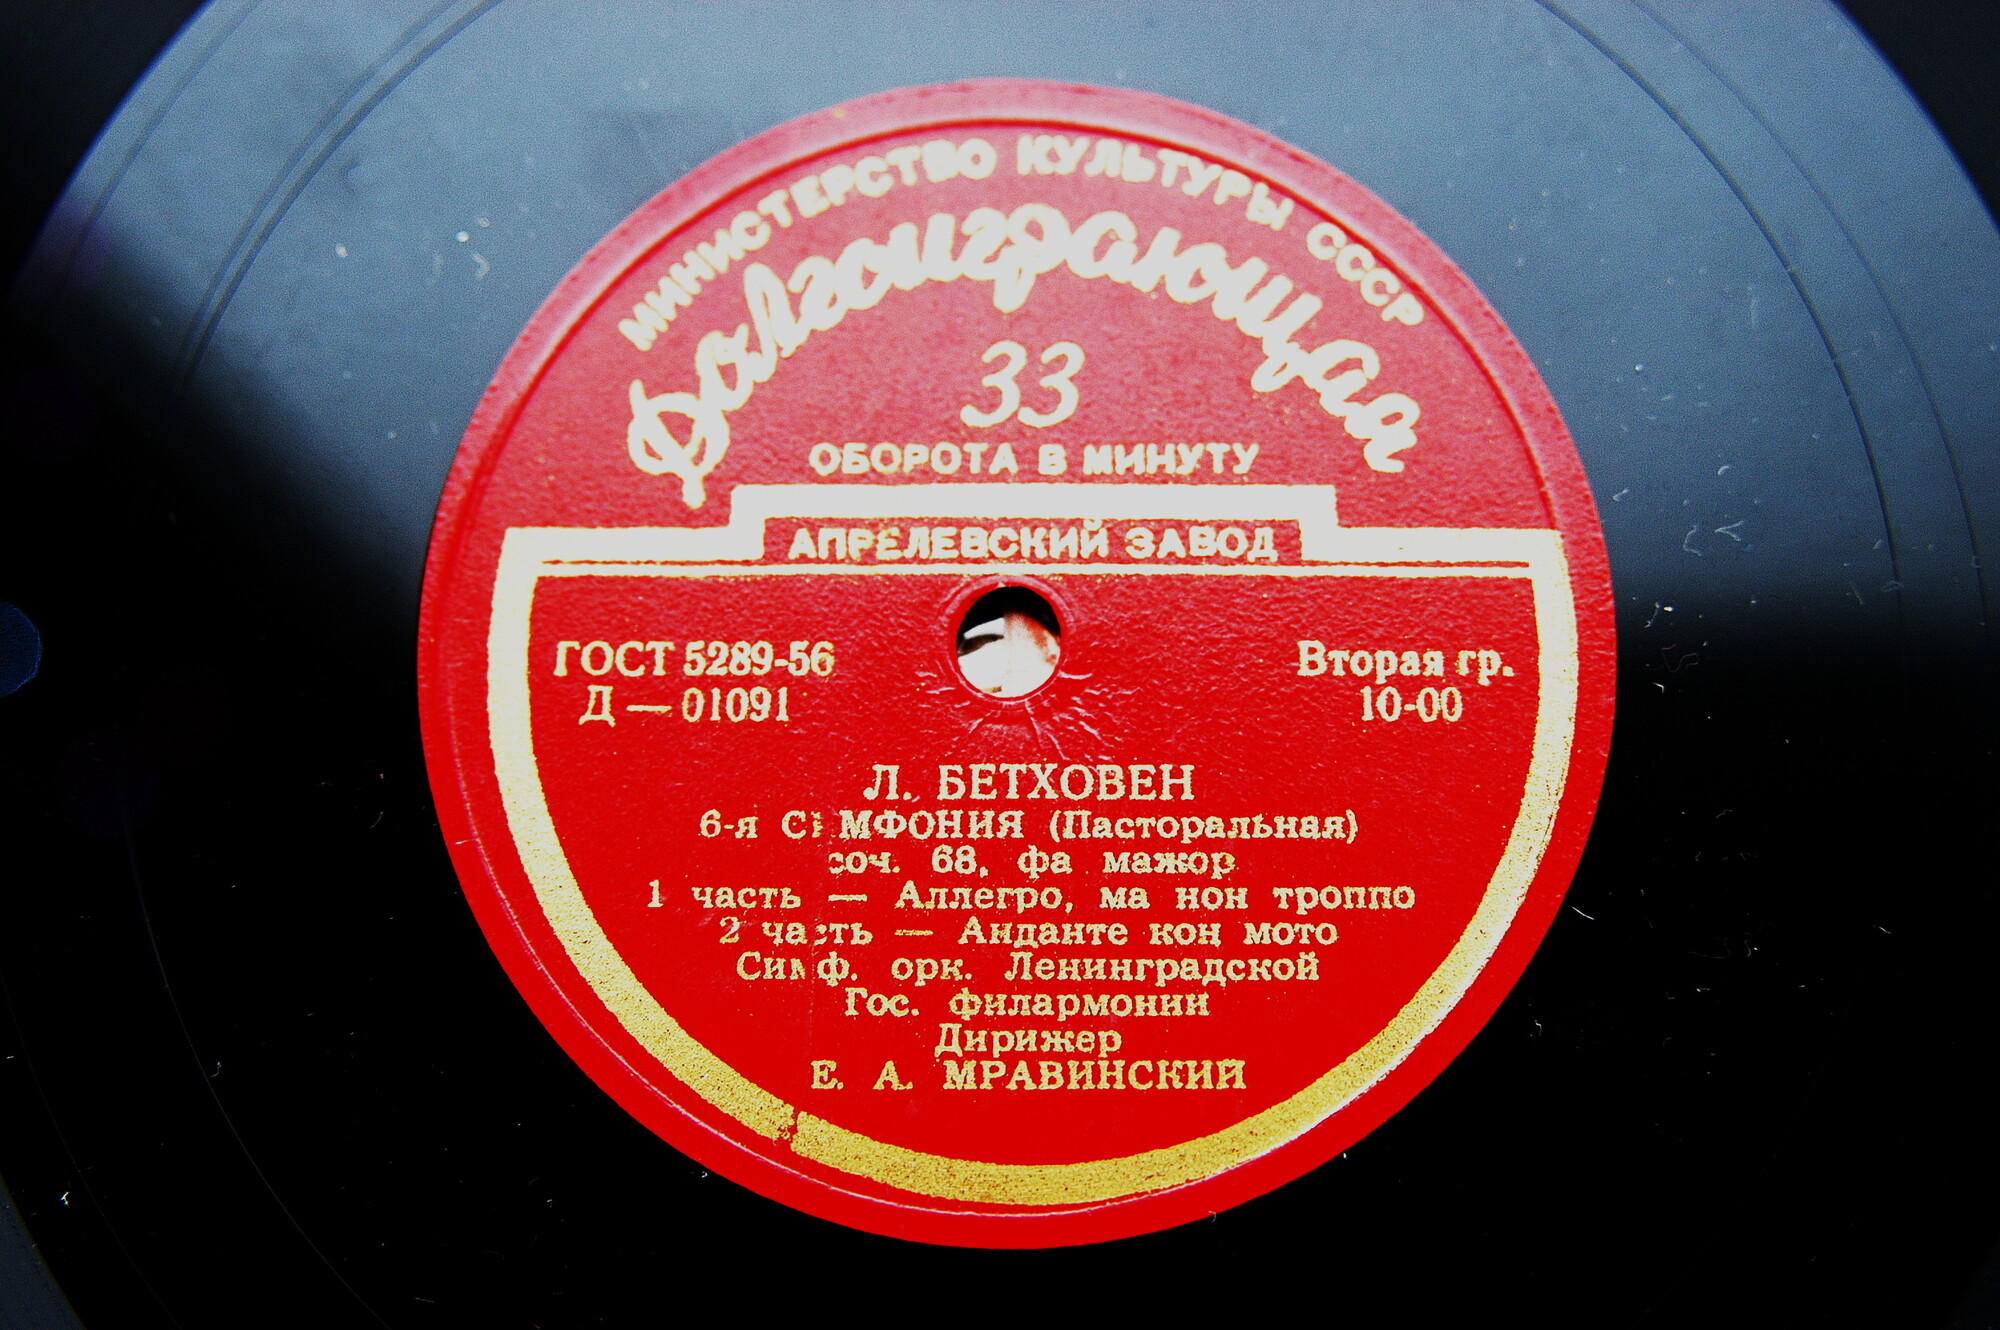 МИНИСТЕРСТВО КУЛЬТУРЫ СССР
Долгоиграющая
33
ОБОРОТА В МИНУТУ
АПРЕЛЕВСКИЙ ЗАВОД
ГОСТ 5289-56
Д — 01091
Вторая гр.
10-00
Л. БЕТХОВЕН
6-я СИМФОНИЯ (Пасторальная)
соч. 68, фа мажор
1 часть — Аллегро, ма нон троппо
2 часть — Анданте кон мото
Симф. орк. Ленинградской
Гос. филармонии
Дирижер
Е. А. МРАВИНСКИЙ